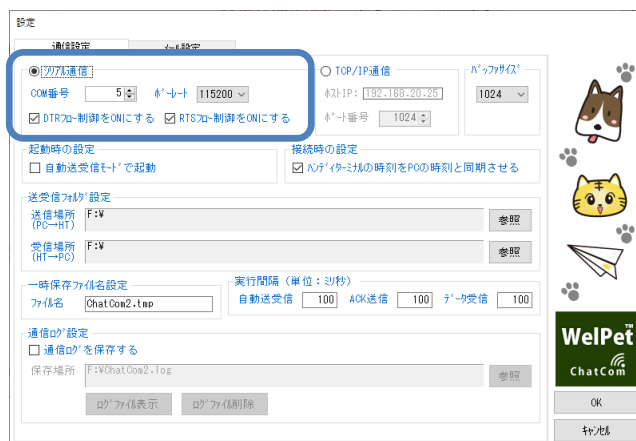 設定
通信設定 メール設定
ｼﾘｱﾙ通信
COM番号 5 ﾎﾞｰﾚｰﾄ 115200
DTRﾌﾛｰ制御をONにする RTSﾌﾛｰ制御をONにする
TCP/IP通信
ﾎｽﾄIP: 192.168.20.25
ﾎﾟｰﾄ番号 1024
ﾊﾞｯﾌｧｻｲｽﾞ
1024
起動時の設定
自動送受信ﾓｰﾄﾞで起動
接続時の設定
ﾊﾝﾃﾞｨﾀｰﾐﾅﾙの時刻をPCの時刻と同期させる
送受信ﾌｫﾙﾀﾞ設定
送信場所 F:¥ 参照
(PC→HT)
受信場所 F:¥ 参照
(HT→PC)
一時保存ﾌｧｲﾙ名設定
ﾌｧｲﾙ名 ChatCom2.tmp
実行間隔（単位：ﾐﾘ秒）
自動送受信 100 ACK送信 100 ﾃﾞｰﾀ受信 100
通信ﾛｸﾞ設定
通信ﾛｸﾞを保存する
保存場所 F:¥ChatCom2.log 参照
ﾛｸﾞﾌｧｲﾙ表示 ﾛｸﾞﾌｧｲﾙ削除
WelPet™
ChatCom
OK
ｷｬﾝｾﾙ